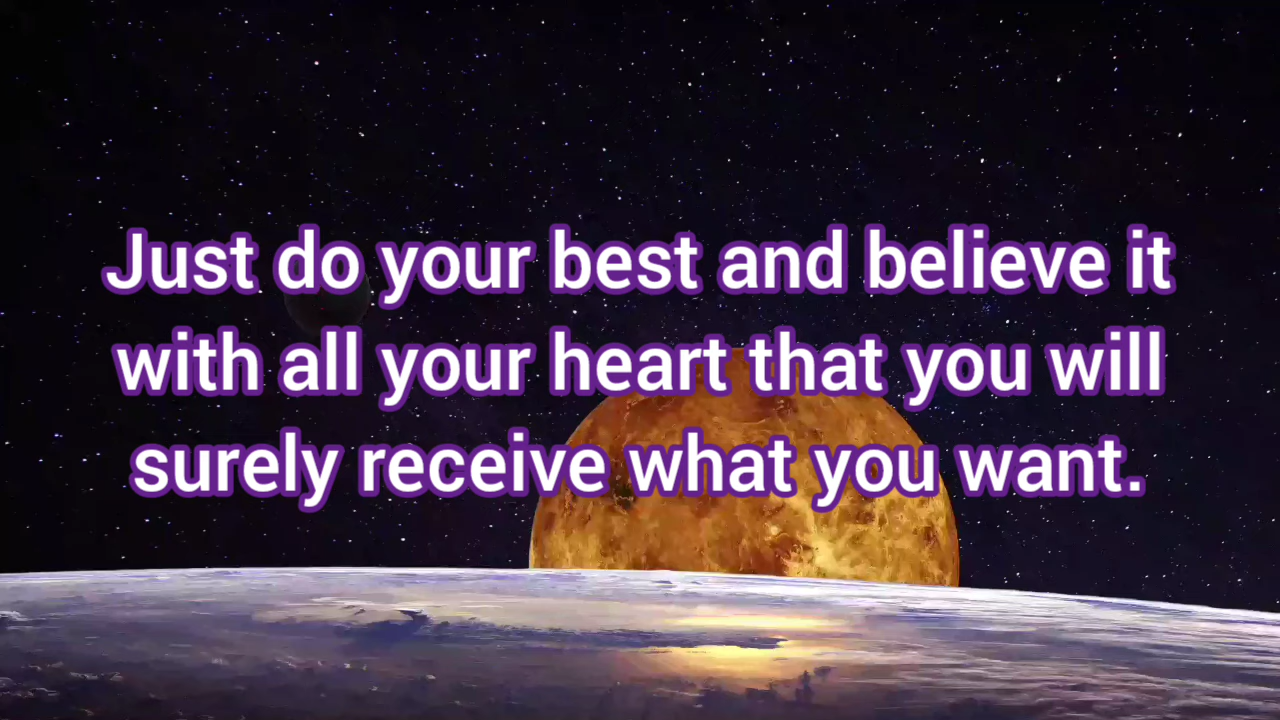 Just do your best and believe it
with all your heart that you will
surely receive what you want.